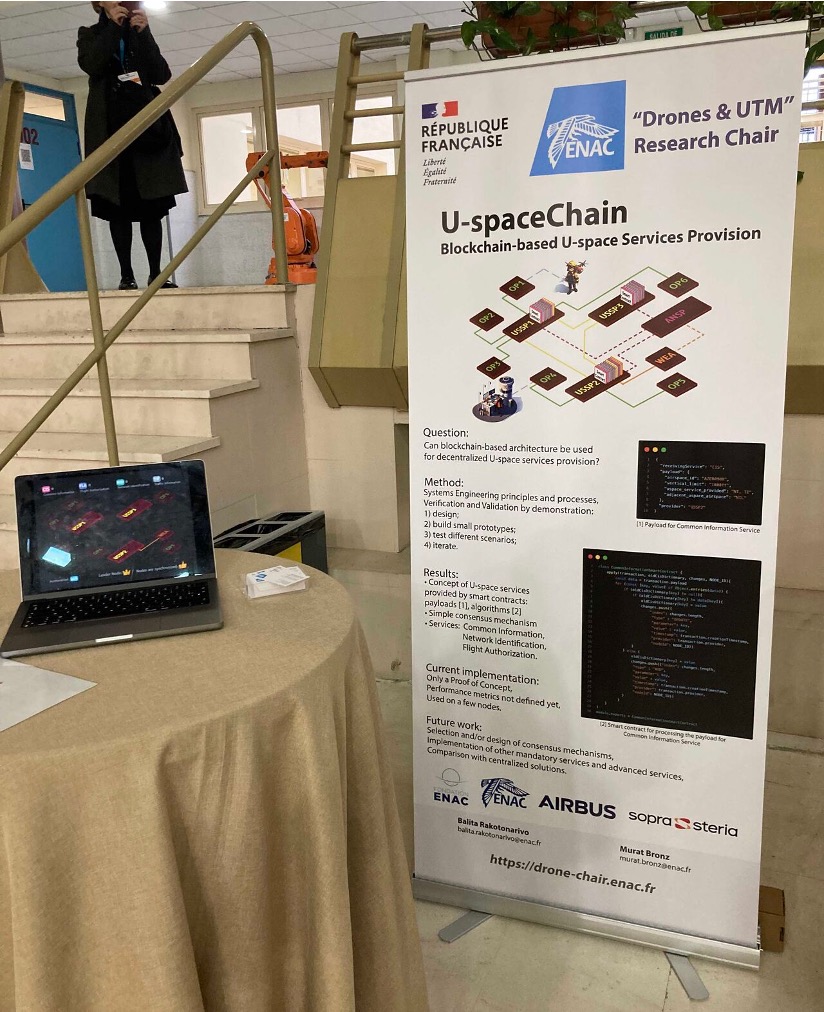 SALIDA DE
RÉPUBLIQUE
FRANÇAISE
Liberté
Égalité
Fraternité
ENAC
"Drones & UTM"
Research Chair
U-spaceChain
Blockchain-based U-space Services Provision
OP1
OP6
OP2
USSP1
USSP3
ANSP
OP3
OP4
USSP2
WEA
OP5
Question:
Can blockchain-based architecture be used
for decentralized U-space services provision?
Method:
Systems Engineering principles and processes,
Verification and Validation by demonstration:
1) design;
2) build small prototypes;
3) test different scenarios;
4) iterate.
[1] Payload for Common Information Service
Results:
• Concept of U-space services
provided by smart contracts:
payloads [1], algorithms [2]
• Simple consensus mechanism
• Services: Common Information,
Network Identification,
Flight Authorization.
Current implementation:
Only a Proof of Concept,
Performance metrics not defined yet,
Used on a few nodes.
[2] Smart contract for processing the payload for
Common Information Service
Future work:
Selection and/or design of consensus mechanisms,
Implementation of other mandatory services and advanced services,
Comparison with centralized solutions.
ENAC
ENAC
AIRBUS
sopra steria
Balita Rakotonarivo
balita.rakotonarivo@enac.fr
Murat Bronz
murat.bronz@enac.fr
https://drone-chair.enac.fr